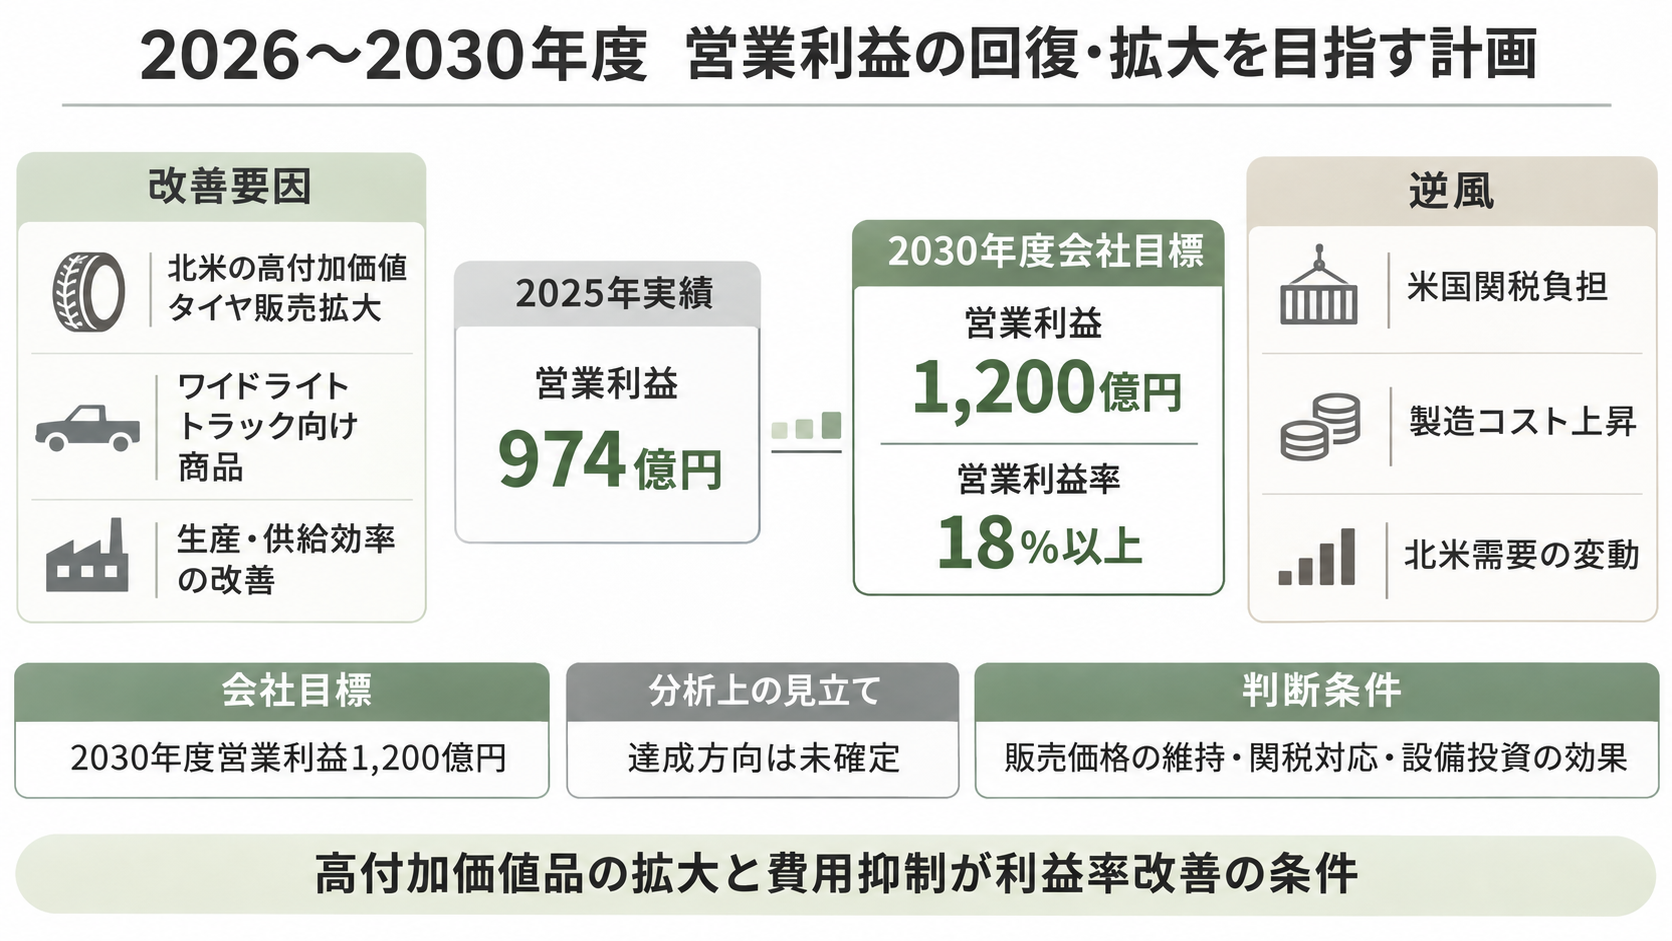 2026～2030年度 営業利益の回復・拡大を目指す計画
改善要因
北米の高付加価値
タイヤ販売拡大
ワイドライト
トラック向け
商品
生産・供給効率
の改善
2025年実績
営業利益
974億円
2030年度会社目標
営業利益
1,200億円
営業利益率
18%以上
逆風
米国関税負担
製造コスト上昇
北米需要の変動
会社目標
2030年度営業利益1,200億円
分析上の見立て
達成方向は未確定
判断条件
販売価格の維持・関税対応・設備投資の効果
高付加価値品の拡大と費用抑制が利益率改善の条件